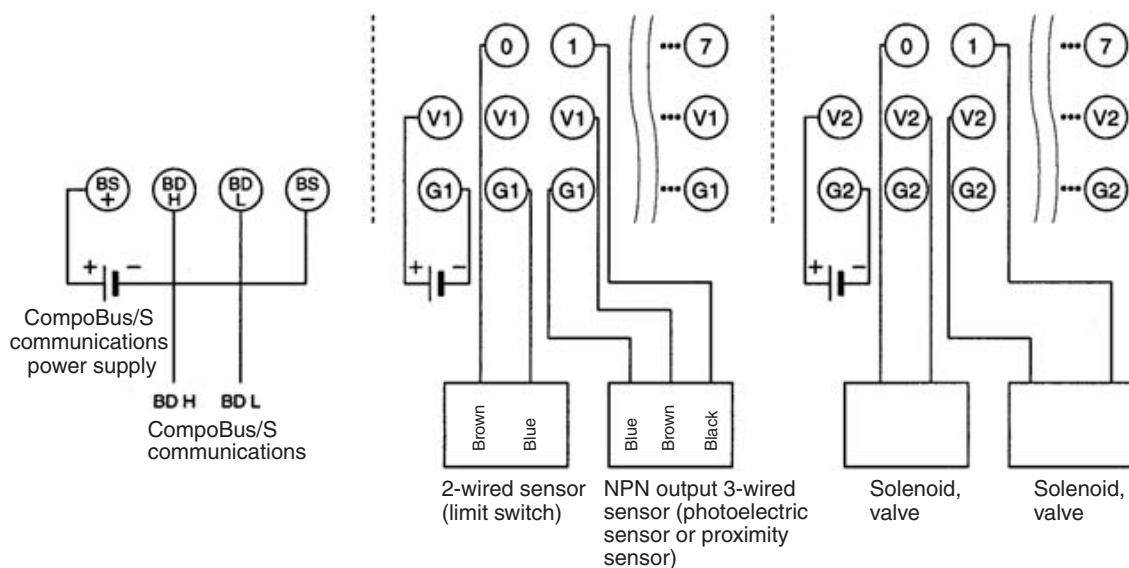 0 1 ••• 7 0 1 ••• 7
V1 V1 V1 ••• V1 V2 V2 V2 ••• V2
BS + BD H BD L BS − G1 G1 G1 ••• G1 G2 G2 G2 ••• G2
+ − + − + −
CompoBus/S
communications
power supply
BD H BD L
CompoBus/S
communications
Brown Blue Blue Brown Black
2-wired sensor
(limit switch)
NPN output 3-wired
sensor (photoelectric
sensor or proximity
sensor)
Solenoid,
valve
Solenoid,
valve